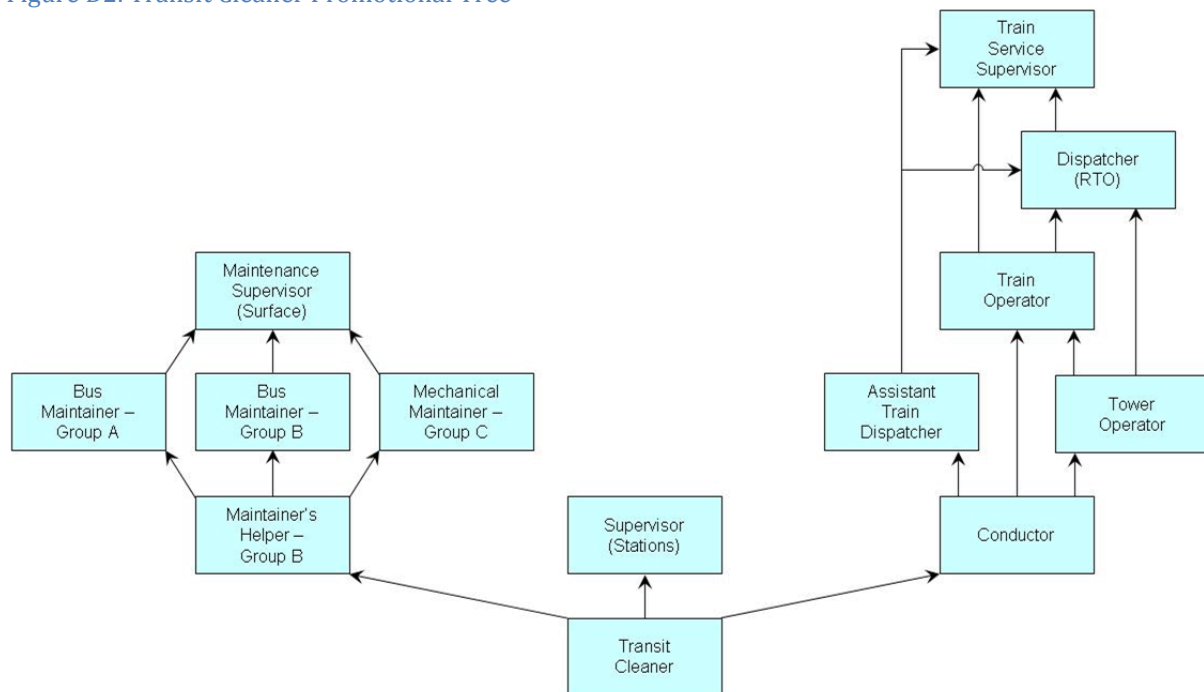 Figure D2: Transit Cleaner Promotional Tree
Train
Service
Supervisor
Dispatcher
(RTO)
Maintenance
Supervisor
(Surface)
Train
Operator
Bus
Maintainer –
Group A
Bus
Maintainer –
Group B
Mechanical
Maintainer –
Group C
Assistant
Train
Dispatcher
Tower
Operator
Maintainer's
Helper –
Group B
Supervisor
(Stations)
Conductor
Transit
Cleaner